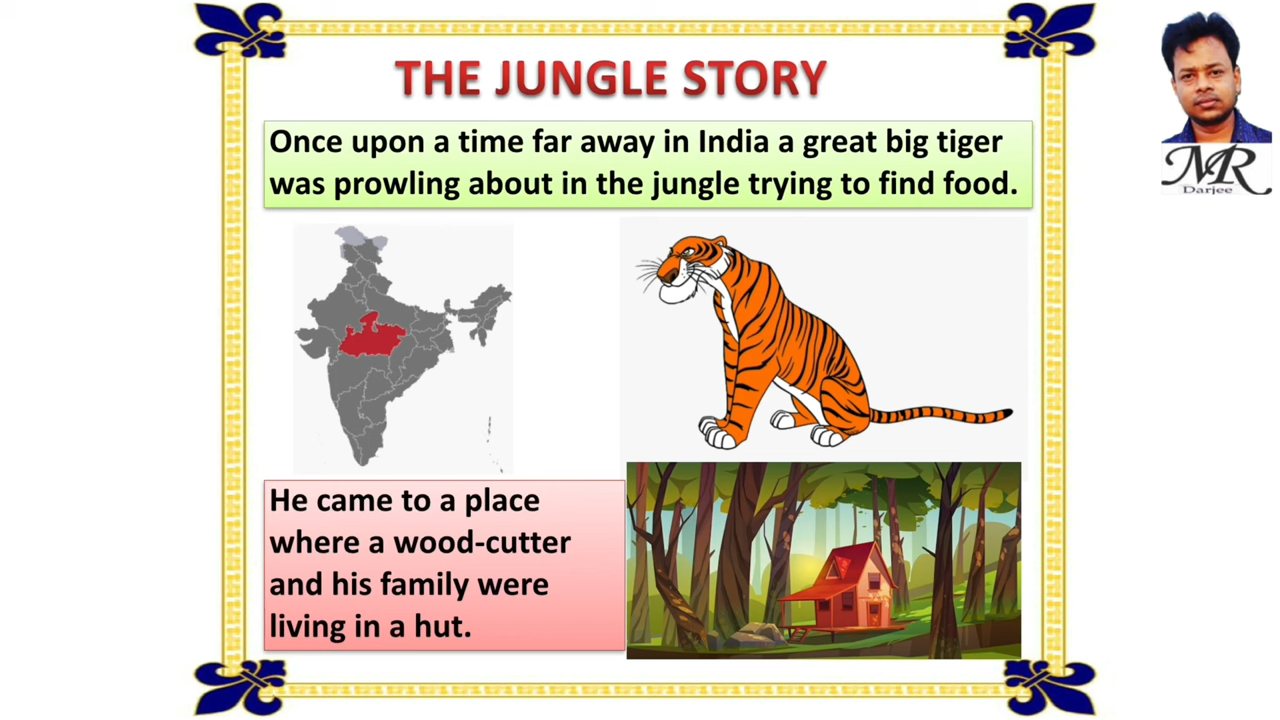 THE JUNGLE STORY
Once upon a time far away in India a great big tiger
was prowling about in the jungle trying to find food.
He came to a place
where a wood-cutter
and his family were
living in a hut.
MR
Darjee